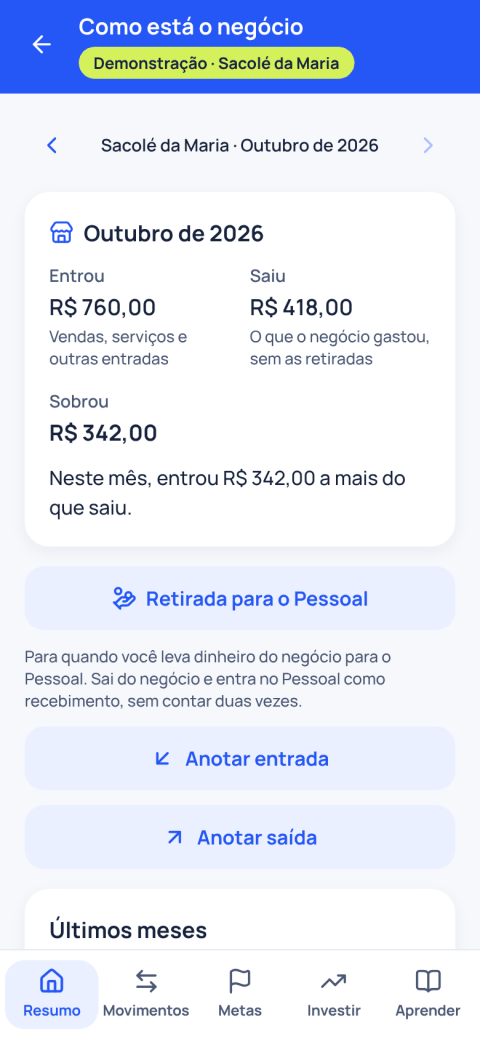 Como está o negócio
Demonstração · Sacolé da Maria
Sacolé da Maria · Outubro de 2026
Outubro de 2026
Entrou
R$ 760,00
Vendas, serviços e
outras entradas
Saiu
R$ 418,00
O que o negócio gastou,
sem as retiradas
Sobrou
R$ 342,00
Neste mês, entrou R$ 342,00 a mais do
que saiu.
Retirada para o Pessoal
Para quando você leva dinheiro do negócio para o
Pessoal. Sai do negócio e entra no Pessoal como
recebimento, sem contar duas vezes.
Anotar entrada
Anotar saída
Últimos meses
Resumo
Movimentos
Metas
Investir
Aprender